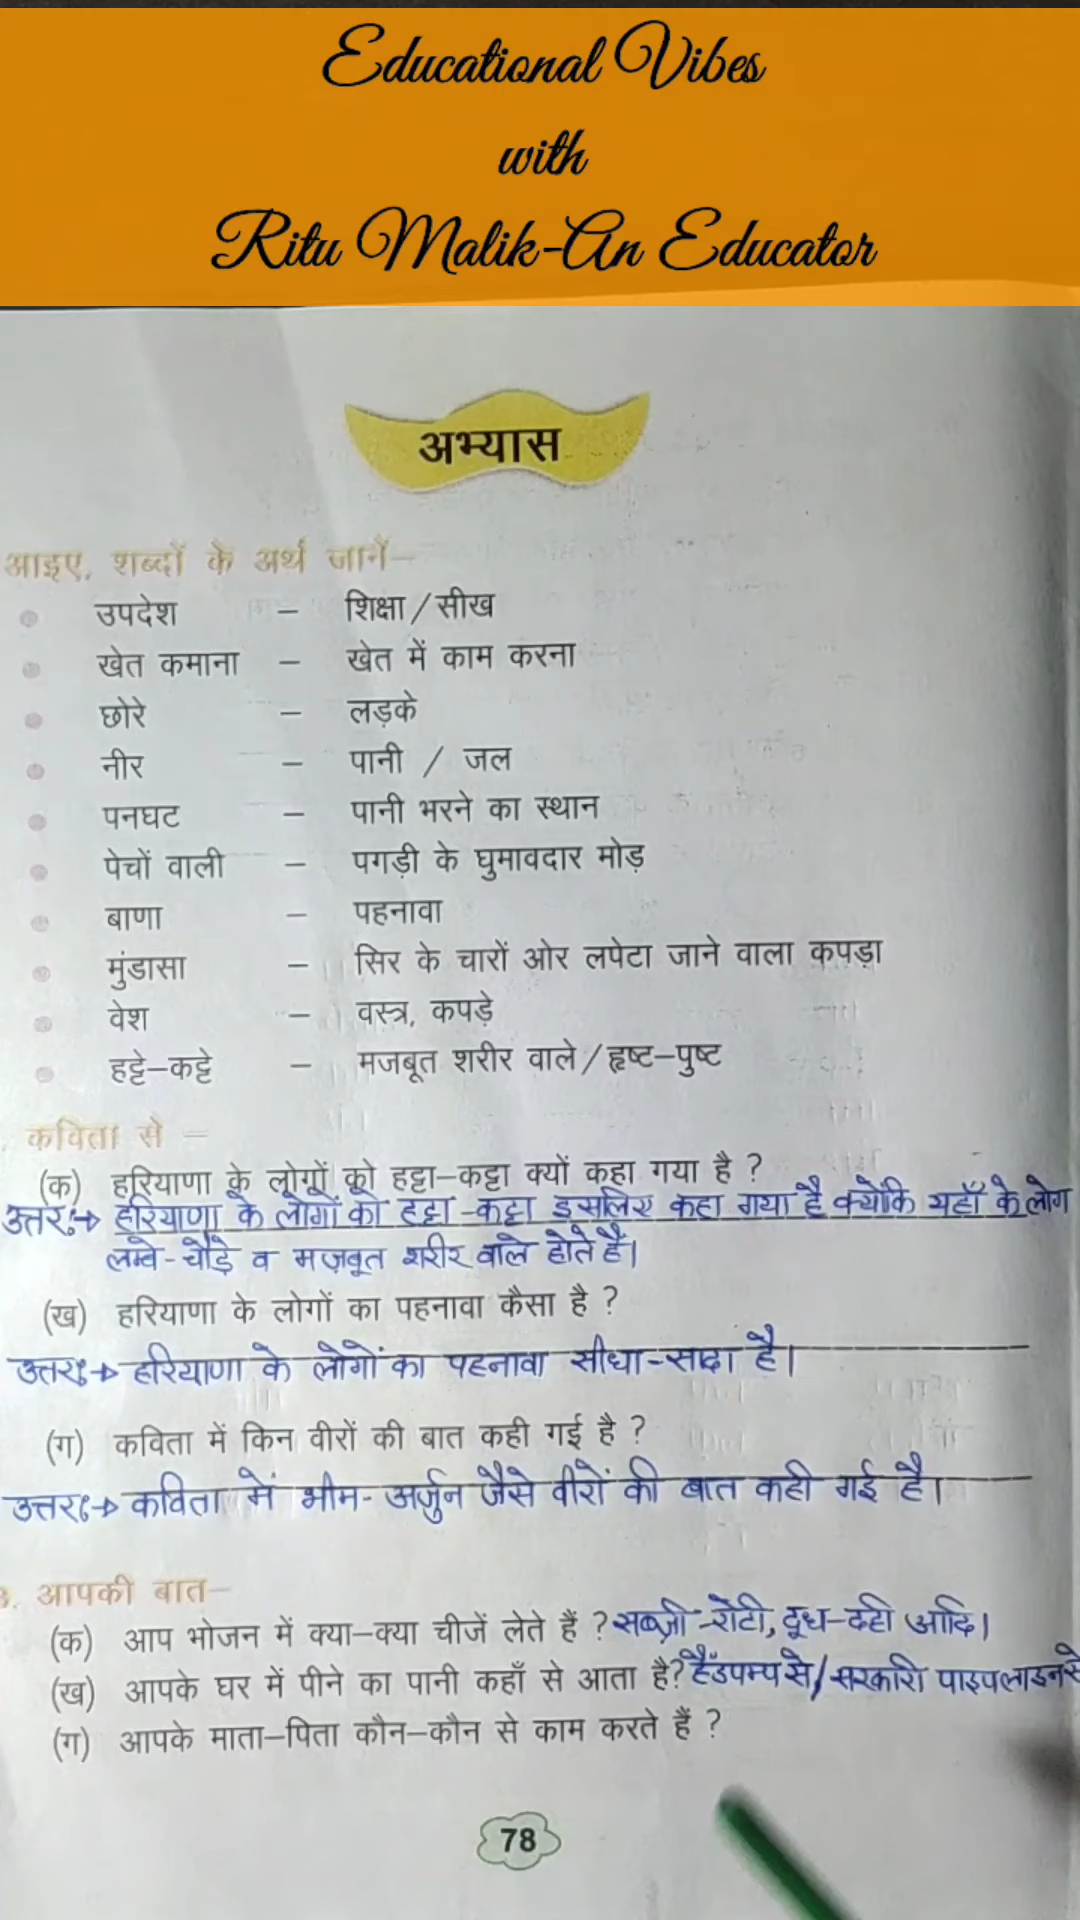 Educational Vibes
with
Ritu Malik-An Educator
अभ्यास
आइए, शब्दों के अर्थ जानें–
उपदेश – शिक्षा / सीख
खेत कमाना – खेत में काम करना
छोरे – लड़के
नीर – पानी / जल
पनघट – पानी भरने का स्थान
पेचों वाली – पगड़ी के घुमावदार मोड़
बाणा – पहनावा
मुंडासा – सिर के चारों ओर लपेटा जाने वाला कपड़ा
वेश – वस्त्र, कपड़े
हट्टे–कट्टे – मजबूत शरीर वाले / हृष्ट–पुष्ट
कविता से –
(क) हरियाणा के लोगों को हट्टा–कट्टा क्यों कहा गया है ?
उत्तर:→ हरियाणा के लोगों को हट्टा-कट्टा इसलिए कहा गया है क्योंकि यहाँ के लोग
लम्बे-चौड़े व मज़बूत शरीर वाले होते हैं।
(ख) हरियाणा के लोगों का पहनावा कैसा है ?
उत्तर:→ हरियाणा के लोगों का पहनावा सीधा-सादा है।
(ग) कविता में किन वीरों की बात कही गई है ?
उत्तर:→ कविता में भीम-अर्जुन जैसे वीरों की बात कही गई है।
3. आपकी बात–
(क) आप भोजन में क्या–क्या चीजें लेते हैं ? सब्ज़ी-रोटी, दूध-दही आदि।
(ख) आपके घर में पीने का पानी कहाँ से आता है? हैंडपम्प से/सरकारि पाइपलाइन से
(ग) आपके माता–पिता कौन–कौन से काम करते हैं ?
78